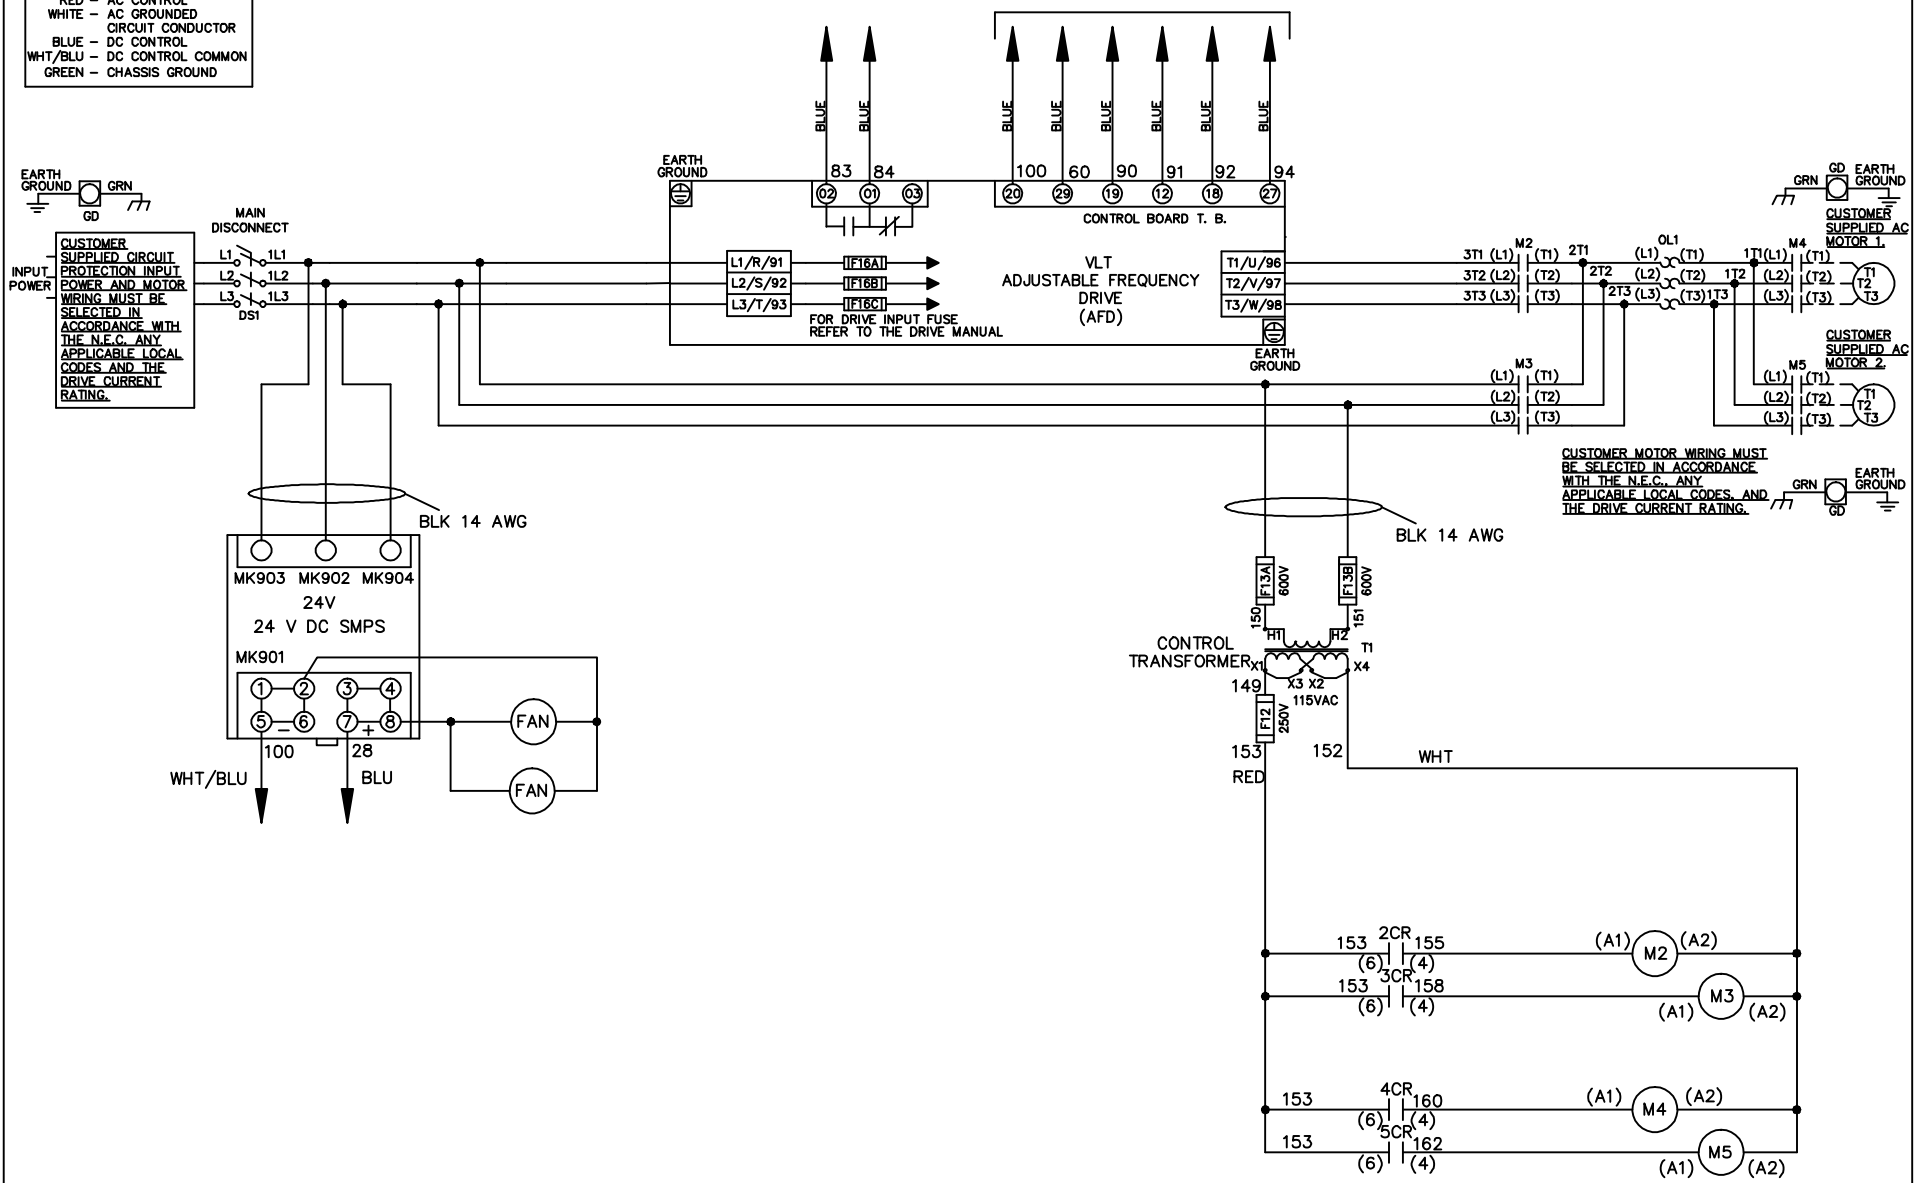 RED – AC CONTROL
WHITE – AC GROUNDED
CIRCUIT CONDUCTOR
BLUE – DC CONTROL
WHT/BLU – DC CONTROL COMMON
GREEN – CHASSIS GROUND
BLUE
BLUE
BLUE
BLUE
BLUE
BLUE
BLUE
BLUE
EARTH
GROUND
GRN
GD
MAIN
DISCONNECT
INPUT
POWER
CUSTOMER
SUPPLIED CIRCUIT
PROTECTION INPUT
POWER AND MOTOR
WIRING MUST BE
SELECTED IN
ACCORDANCE WITH
THE N.E.C. ANY
APPLICABLE LOCAL
CODES AND THE
DRIVE CURRENT
RATING.
L1 1L1
L2 1L2
L3 1L3
DS1
EARTH
GROUND
83 84
02 01 03
100 60 90 91 92 94
20 29 19 12 18 27
CONTROL BOARD T. B.
L1/R/91 F16A
L2/S/92 F16B
L3/T/93 F16C
FOR DRIVE INPUT FUSE
REFER TO THE DRIVE MANUAL
VLT
ADJUSTABLE FREQUENCY
DRIVE
(AFD)
T1/U/96
T2/V/97
T3/W/98
EARTH
GROUND
GRN GD EARTH
GROUND
CUSTOMER
SUPPLIED AC
MOTOR 1.
M2 OL1 M4
3T1 (L1) (T1) 2T1 (L1) (T1) 1T1 (L1) (T1) T1
3T2 (L2) (T2) 2T2 (L2) (T2) 1T2 (L2) (T2) T2
3T3 (L3) (T3) 2T3 (L3) (T3) 1T3 (L3) (T3) T3
CUSTOMER
SUPPLIED AC
MOTOR 2.
M3 M5
(L1) (T1) (L1) (T1) T1
(L2) (T2) (L2) (T2) T2
(L3) (T3) (L3) (T3) T3
CUSTOMER MOTOR WIRING MUST
BE SELECTED IN ACCORDANCE
WITH THE N.E.C., ANY
APPLICABLE LOCAL CODES, AND
THE DRIVE CURRENT RATING.
GRN EARTH
GROUND
GD
BLK 14 AWG
MK903 MK902 MK904
24V
24 V DC SMPS
MK901
1 2 3 4
5 – 6 7 + 8
100 28
WHT/BLU BLU
FAN
FAN
BLK 14 AWG
F13A 600V F13B 600V
150 151
H1 H2
T1
CONTROL
TRANSFORMER
X1 X4
X3 X2
149
115VAC
F12 250V
153 152
RED WHT
2CR
153 155 (A1) M2 (A2)
(6) (4)
3CR
153 158 M3
(6) (4) (A1) (A2)
4CR
153 160 (A1) M4 (A2)
(6) (4)
5CR
153 162 M5
(6) (4) (A1) (A2)